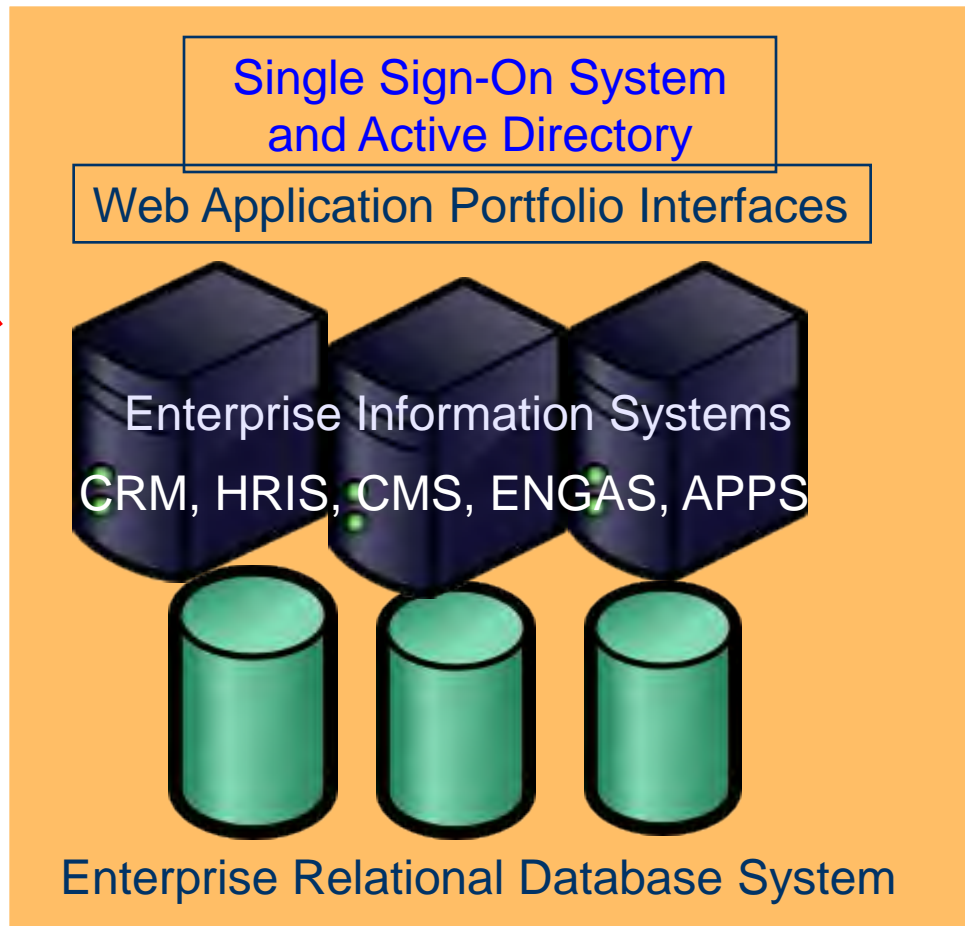 Single Sign-On System
and Active Directory
Web Application Portfolio Interfaces
Enterprise Information Systems
CRM, HRIS, CMS, ENGAS, APPS
Enterprise Relational Database System